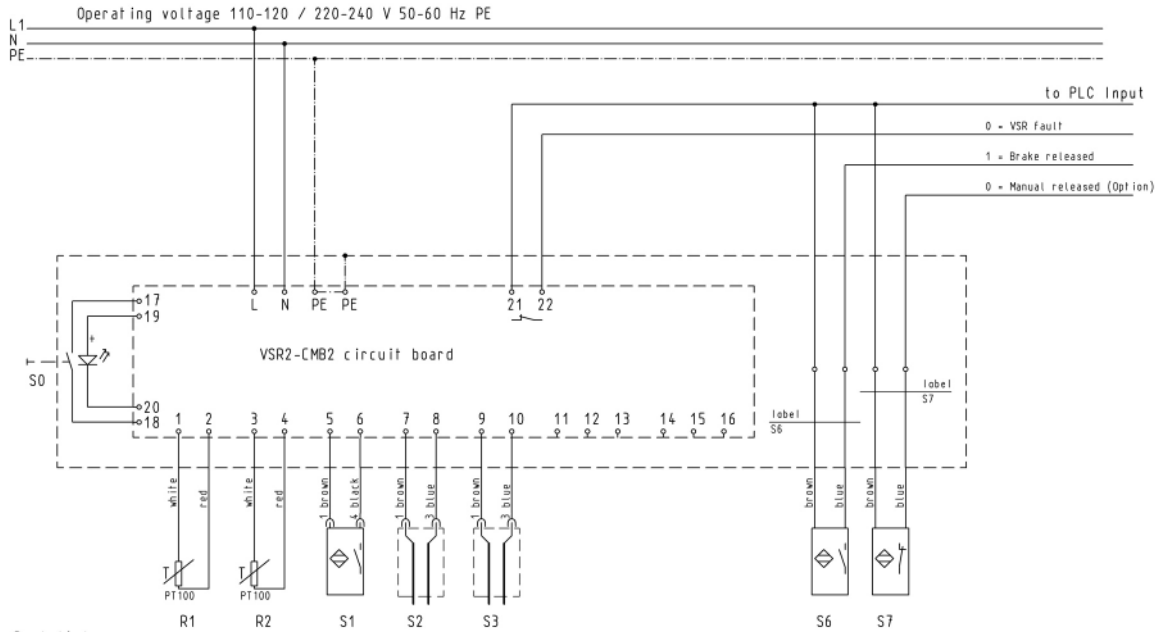 Operating voltage 110-120 / 220-240 V 50-60 Hz PE
L1
N
PE
to PLC Input
0 = VSR fault
1 = Brake released
0 = Manual released (Option)
17
19
L N PE PE
21 22
+
VSR2-CMB2 circuit board
S0
20
18
1 2 3 4 5 6 7 8 9 10 11 12 13 14 15 16
label
S7
label
S6
white
red
white
red
1 brown
4 black
1 brown
3 blue
1 brown
3 blue
brown
blue
brown
blue
T
T
PT100
PT100
R1 R2 S1 S2 S3 S6 S7